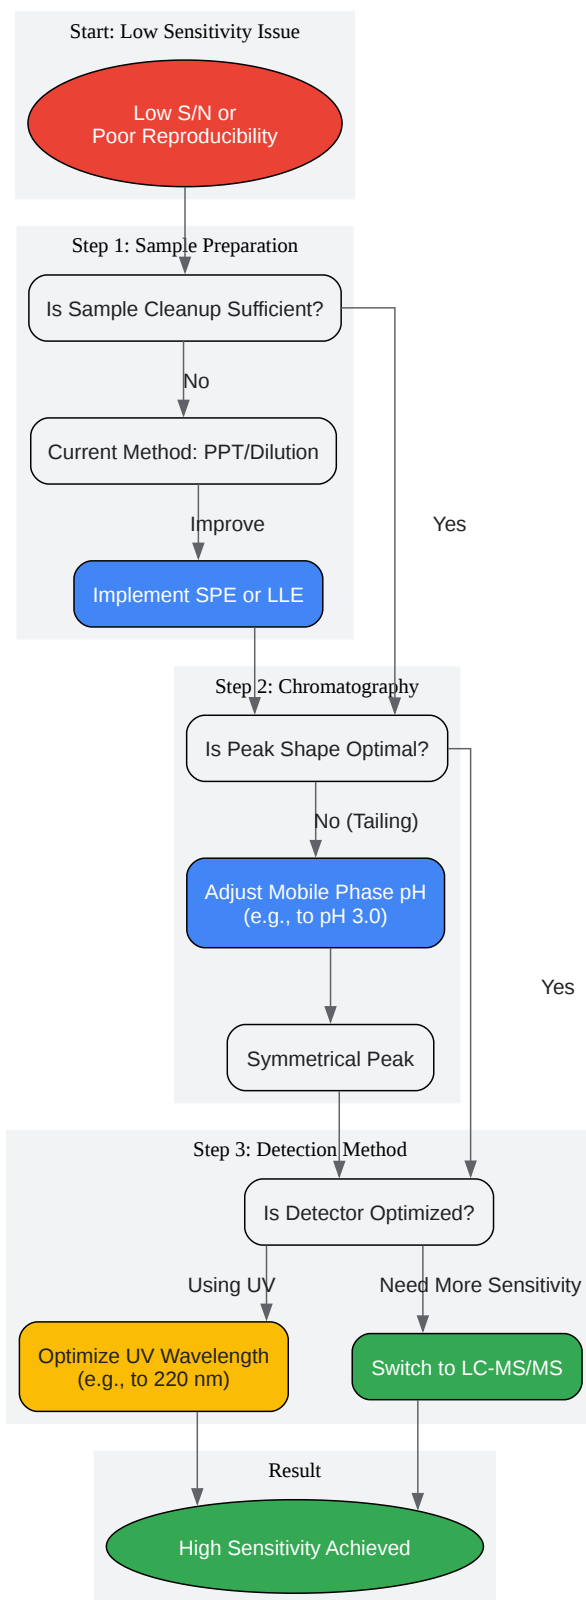 Start: Low Sensitivity Issue
Low S/N or
Poor Reproducibility
Step 1: Sample Preparation
Is Sample Cleanup Sufficient?
No
Current Method: PPT/Dilution
Improve
Yes
Implement SPE or LLE
Step 2: Chromatography
Is Peak Shape Optimal?
No (Tailing)
Adjust Mobile Phase pH
(e.g., to pH 3.0)
Yes
Symmetrical Peak
Step 3: Detection Method
Is Detector Optimized?
Using UV
Need More Sensitivity
Optimize UV Wavelength
(e.g., to 220 nm)
Switch to LC-MS/MS
Result
High Sensitivity Achieved